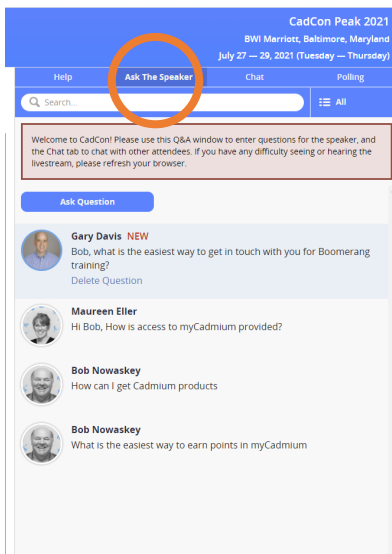 CadCon Peak 2021
BWI Marriott, Baltimore, Maryland
July 27 — 29, 2021 (Tuesday — Thursday)
Help
Ask The Speaker
Chat
Polling
Search...
All
Welcome to CadCon! Please use this Q&A window to enter questions for the speaker, and
the Chat tab to chat with other attendees. If you have any difficulty seeing or hearing the
livestream, please refresh your browser.
Ask Question
Gary Davis NEW
Bob, what is the easiest way to get in touch with you for Boomerang
training?
Delete Question
Maureen Eller
Hi Bob, How is access to myCadmium provided?
Bob Nowaskey
How can I get Cadmium products
Bob Nowaskey
What is the easiest way to earn points in myCadmium